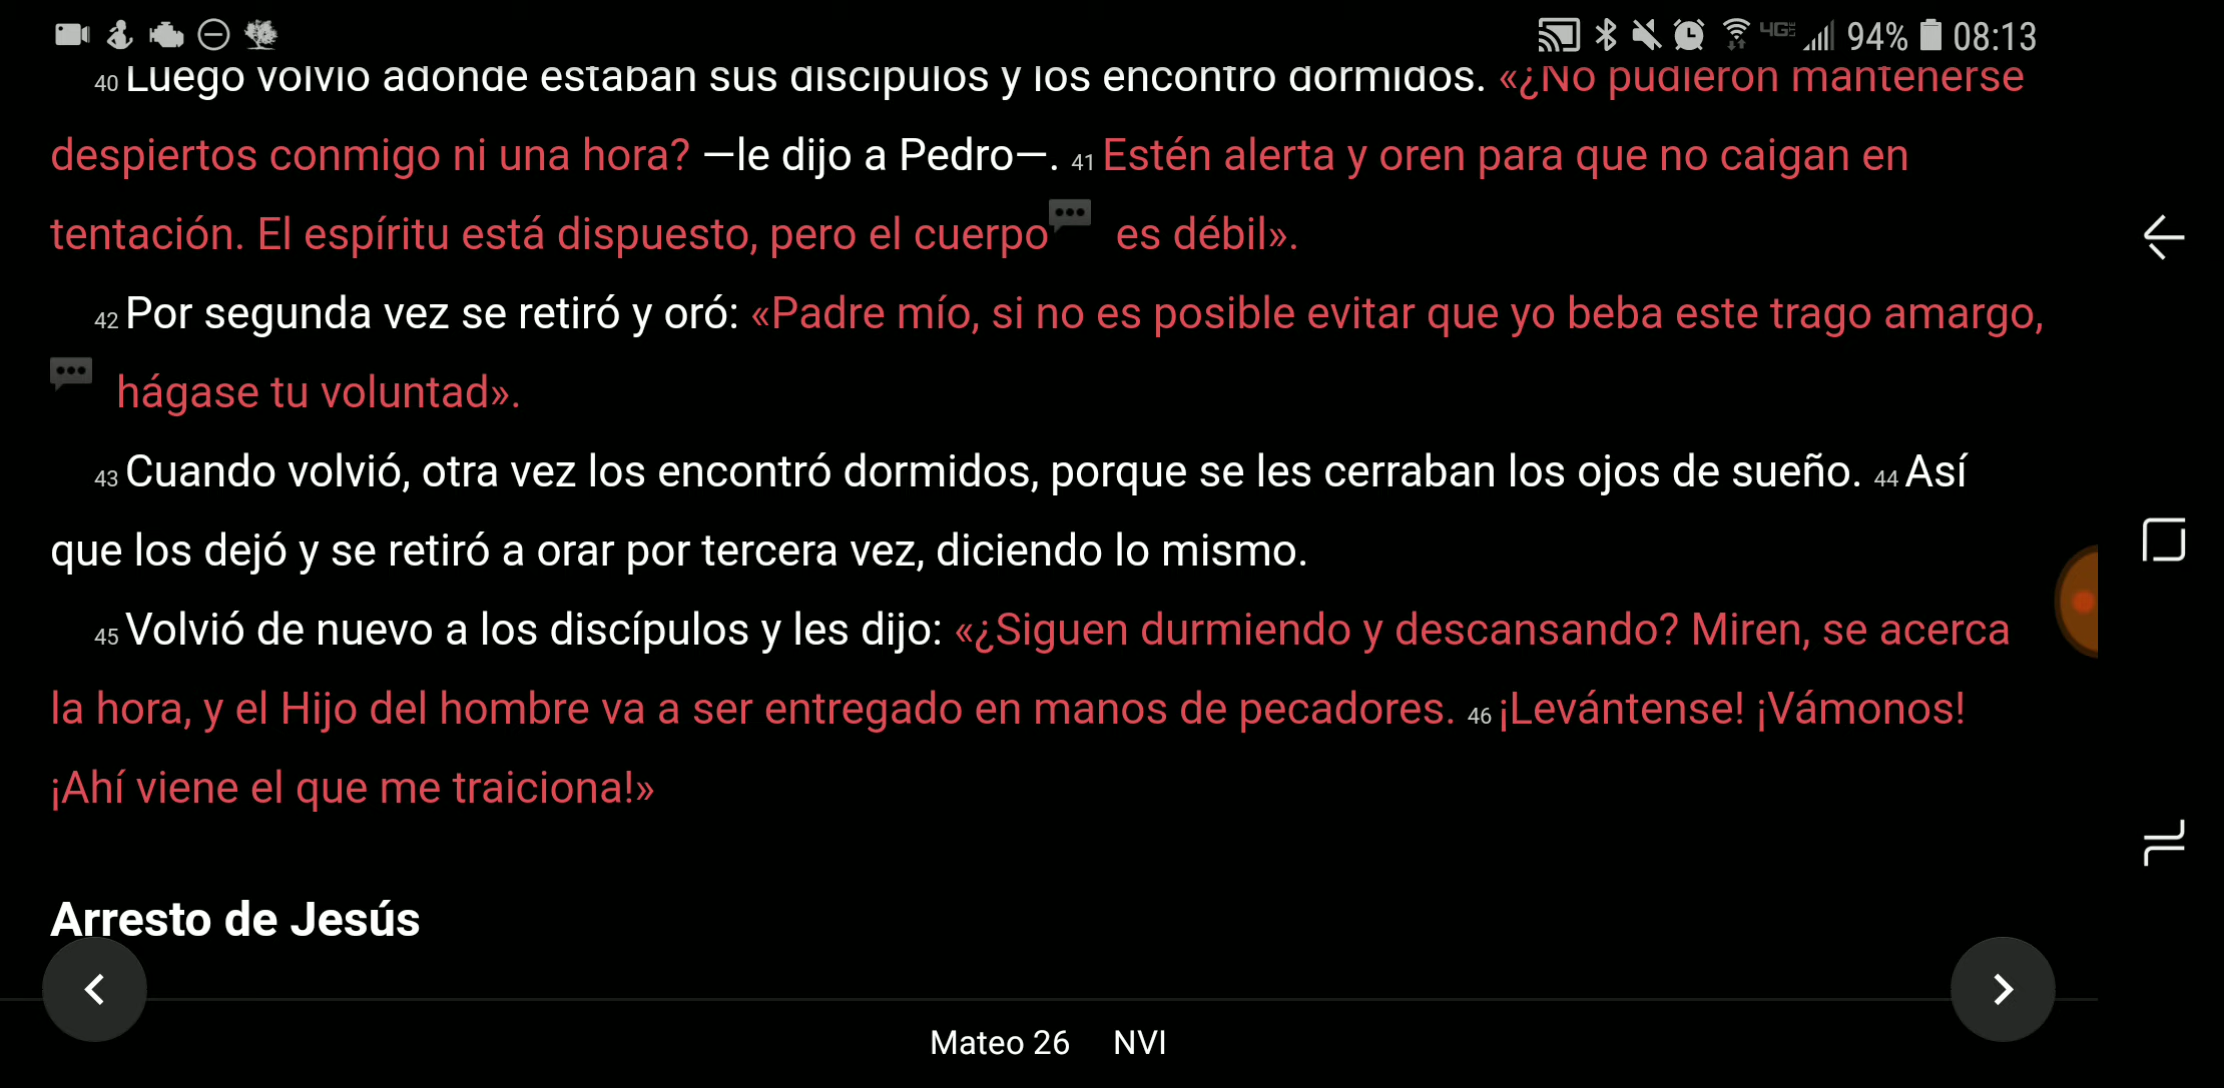 4GE 94% 08:13
40 Luego volvió adonde estaban sus discípulos y los encontró dormidos. «¿No pudieron mantenerse
despiertos conmigo ni una hora? —le dijo a Pedro—. 41 Estén alerta y oren para que no caigan en
tentación. El espíritu está dispuesto, pero el cuerpo es débil».
42 Por segunda vez se retiró y oró: «Padre mío, si no es posible evitar que yo beba este trago amargo,
hágase tu voluntad».
43 Cuando volvió, otra vez los encontró dormidos, porque se les cerraban los ojos de sueño. 44 Así
que los dejó y se retiró a orar por tercera vez, diciendo lo mismo.
45 Volvió de nuevo a los discípulos y les dijo: «¿Siguen durmiendo y descansando? Miren, se acerca
la hora, y el Hijo del hombre va a ser entregado en manos de pecadores. 46 ¡Levántense! ¡Vámonos!
¡Ahí viene el que me traiciona!»
Arresto de Jesús
Mateo 26 NVI